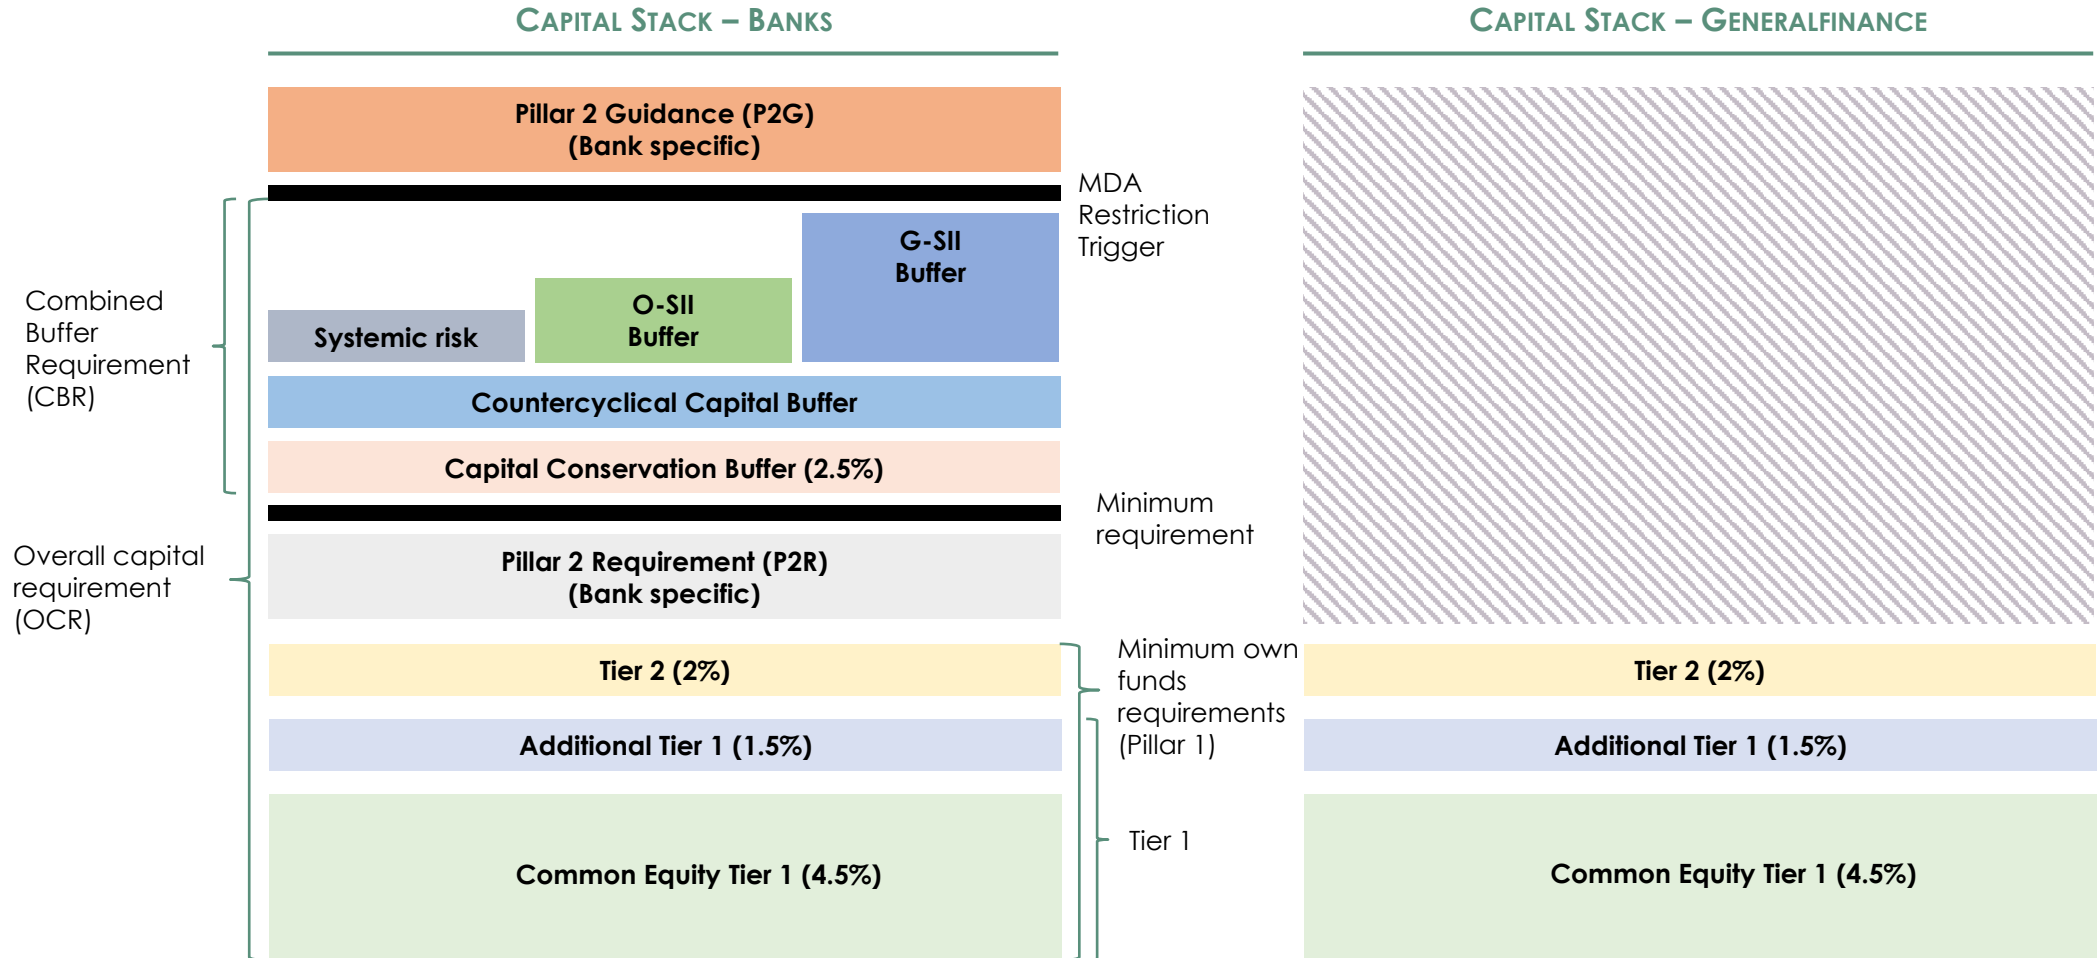 CAPITAL STACK – BANKS
CAPITAL STACK – GENERALFINANCE
Pillar 2 Guidance (P2G)
(Bank specific)
MDA
Restriction
Trigger
G-SII
Buffer
O-SII
Buffer
Systemic risk
Combined
Buffer
Requirement
(CBR)
Countercyclical Capital Buffer
Capital Conservation Buffer (2.5%)
Minimum
requirement
Overall capital
requirement
(OCR)
Pillar 2 Requirement (P2R)
(Bank specific)
Minimum own
funds
requirements
(Pillar 1)
Tier 2 (2%)
Tier 2 (2%)
Additional Tier 1 (1.5%)
Additional Tier 1 (1.5%)
Tier 1
Common Equity Tier 1 (4.5%)
Common Equity Tier 1 (4.5%)